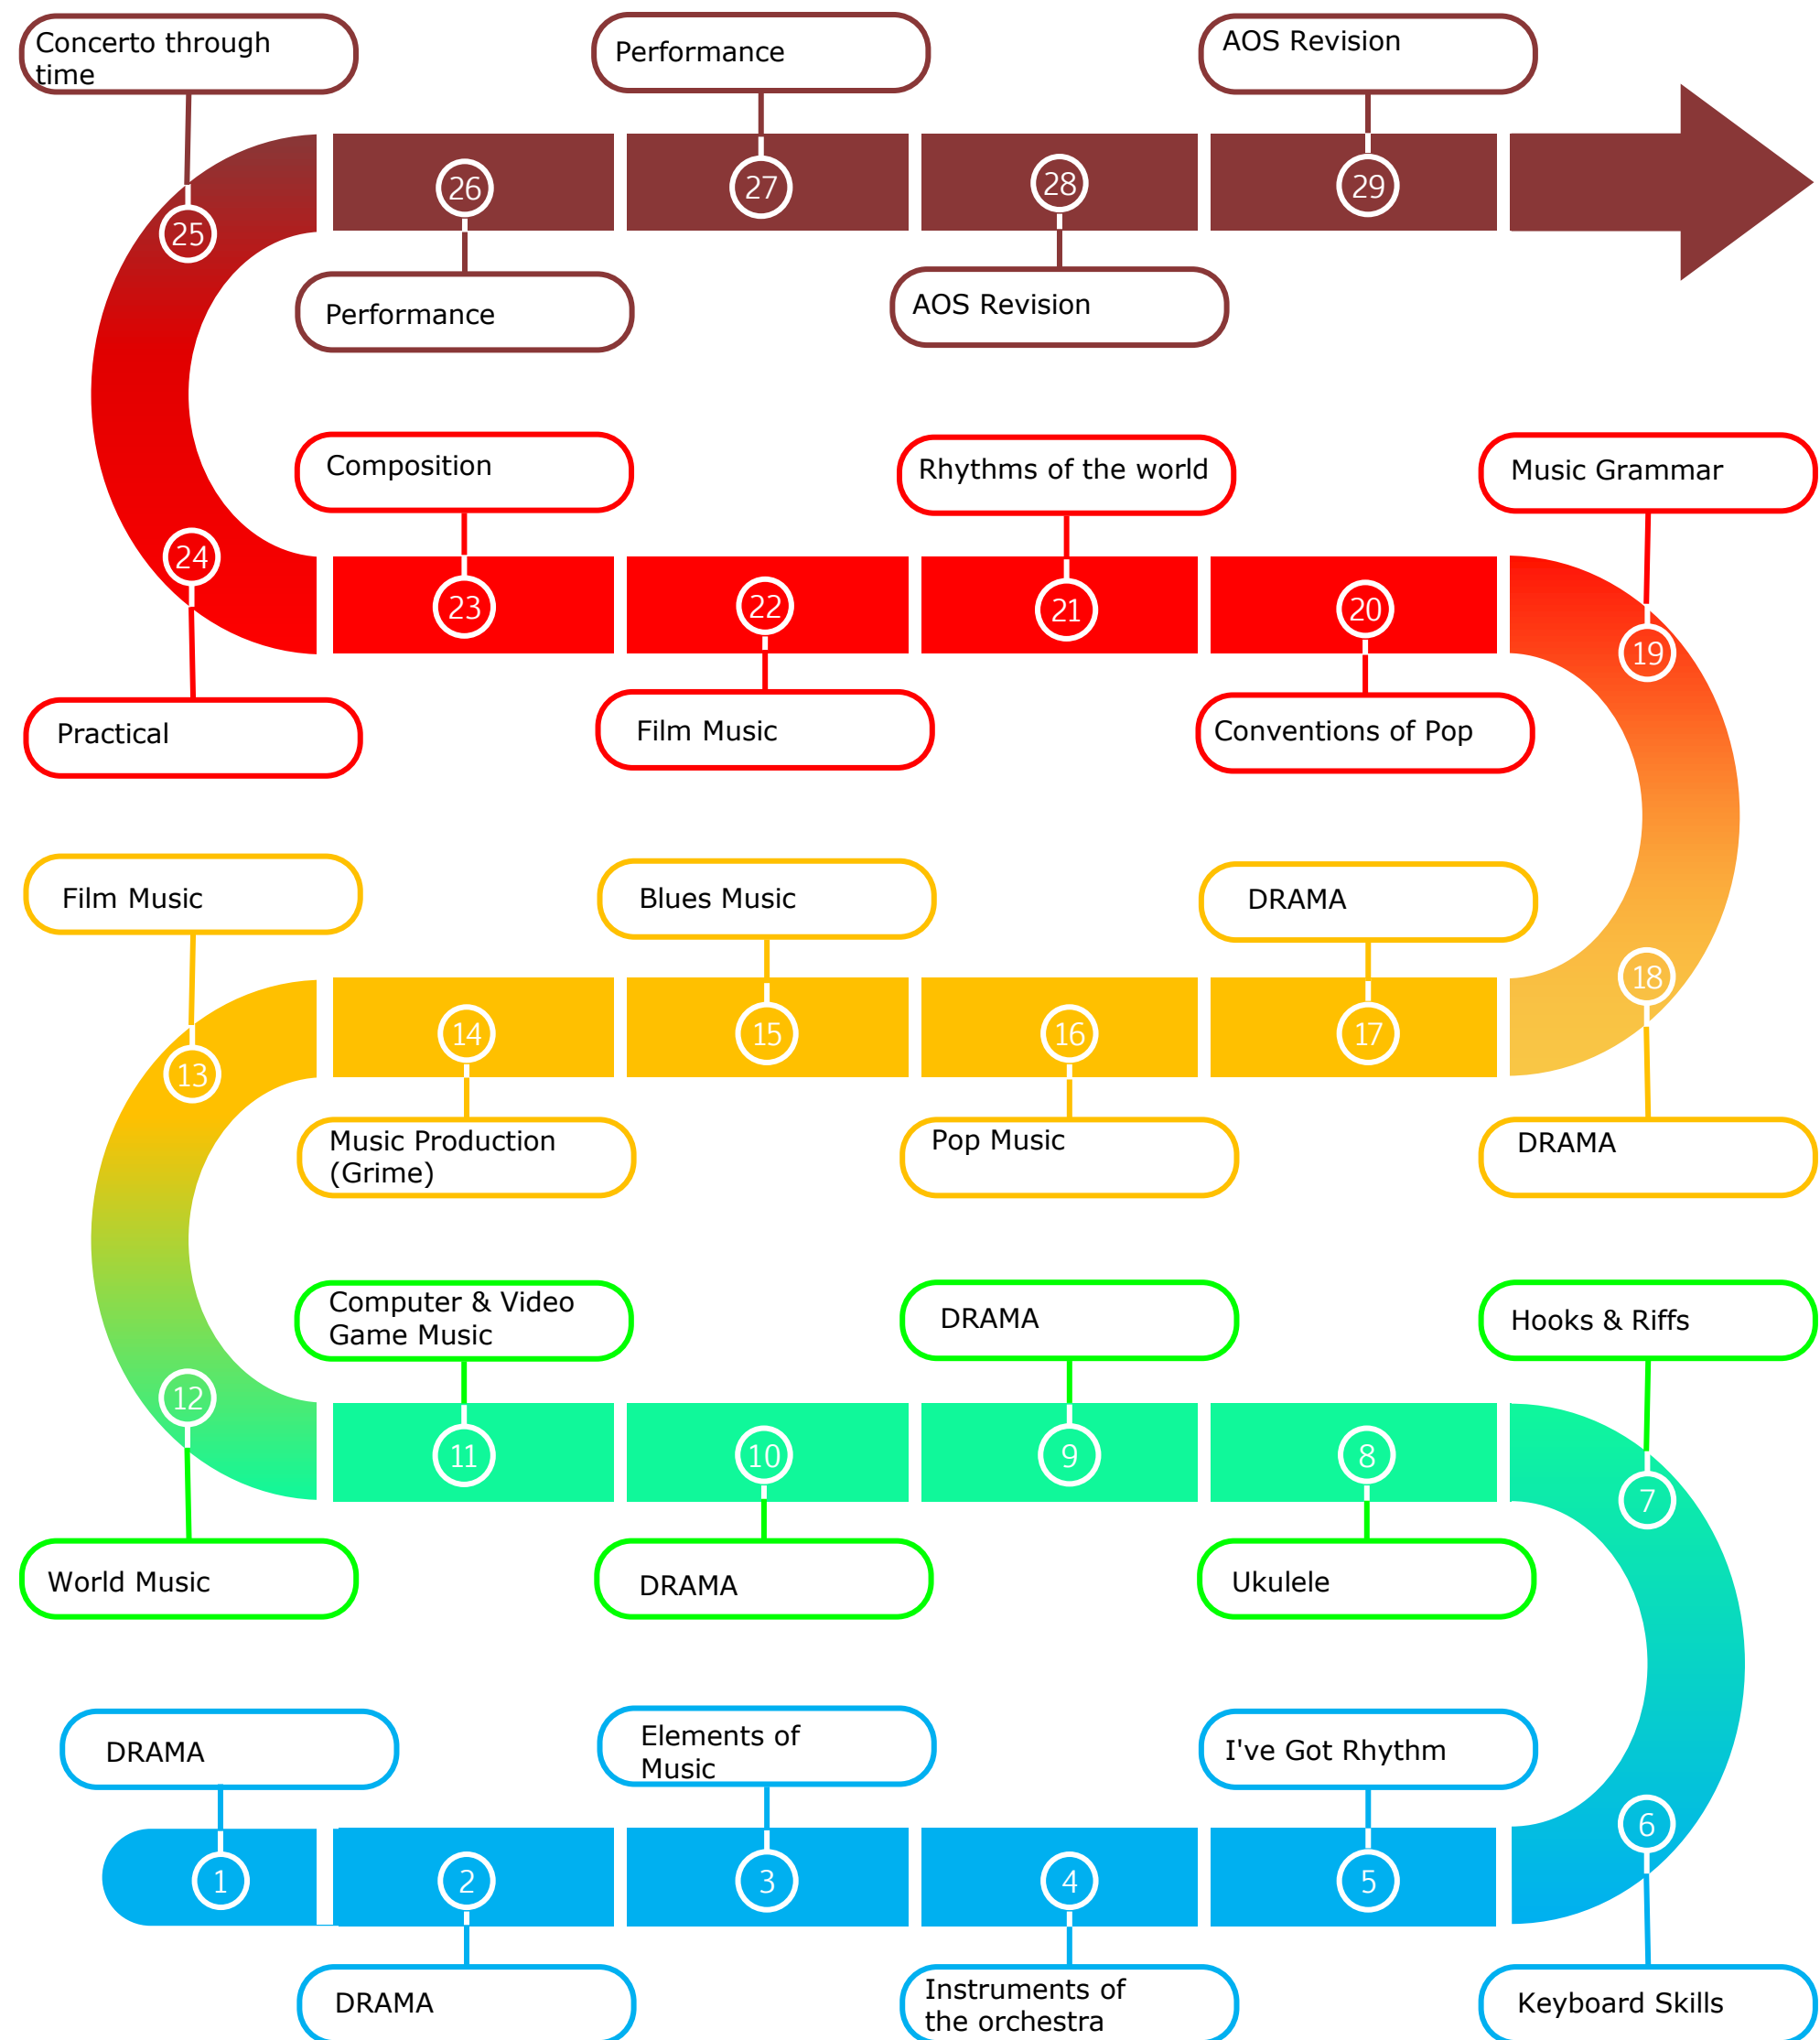 Concerto through
time
Performance
AOS Revision
26
27
28
29
25
Performance
AOS Revision
Composition
Rhythms of the world
Music Grammar
24
23
22
21
20
19
Practical
Film Music
Conventions of Pop
Film Music
Blues Music
DRAMA
18
13
14
15
16
17
Music Production
(Grime)
Pop Music
DRAMA
Computer & Video
Game Music
DRAMA
Hooks & Riffs
12
11
10
9
8
7
World Music
DRAMA
Ukulele
DRAMA
Elements of
Music
I've Got Rhythm
6
1
2
3
4
5
DRAMA
Instruments of
the orchestra
Keyboard Skills